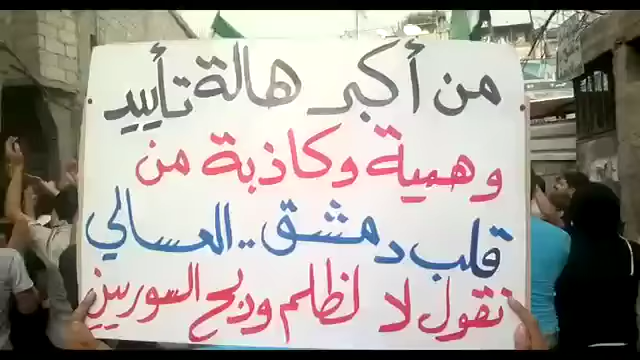 من أكبر هالة تأييد
وهمية وكاذبة من
قلب دمشق .. العسالي
نقول لا لظلم وذبح السوريين